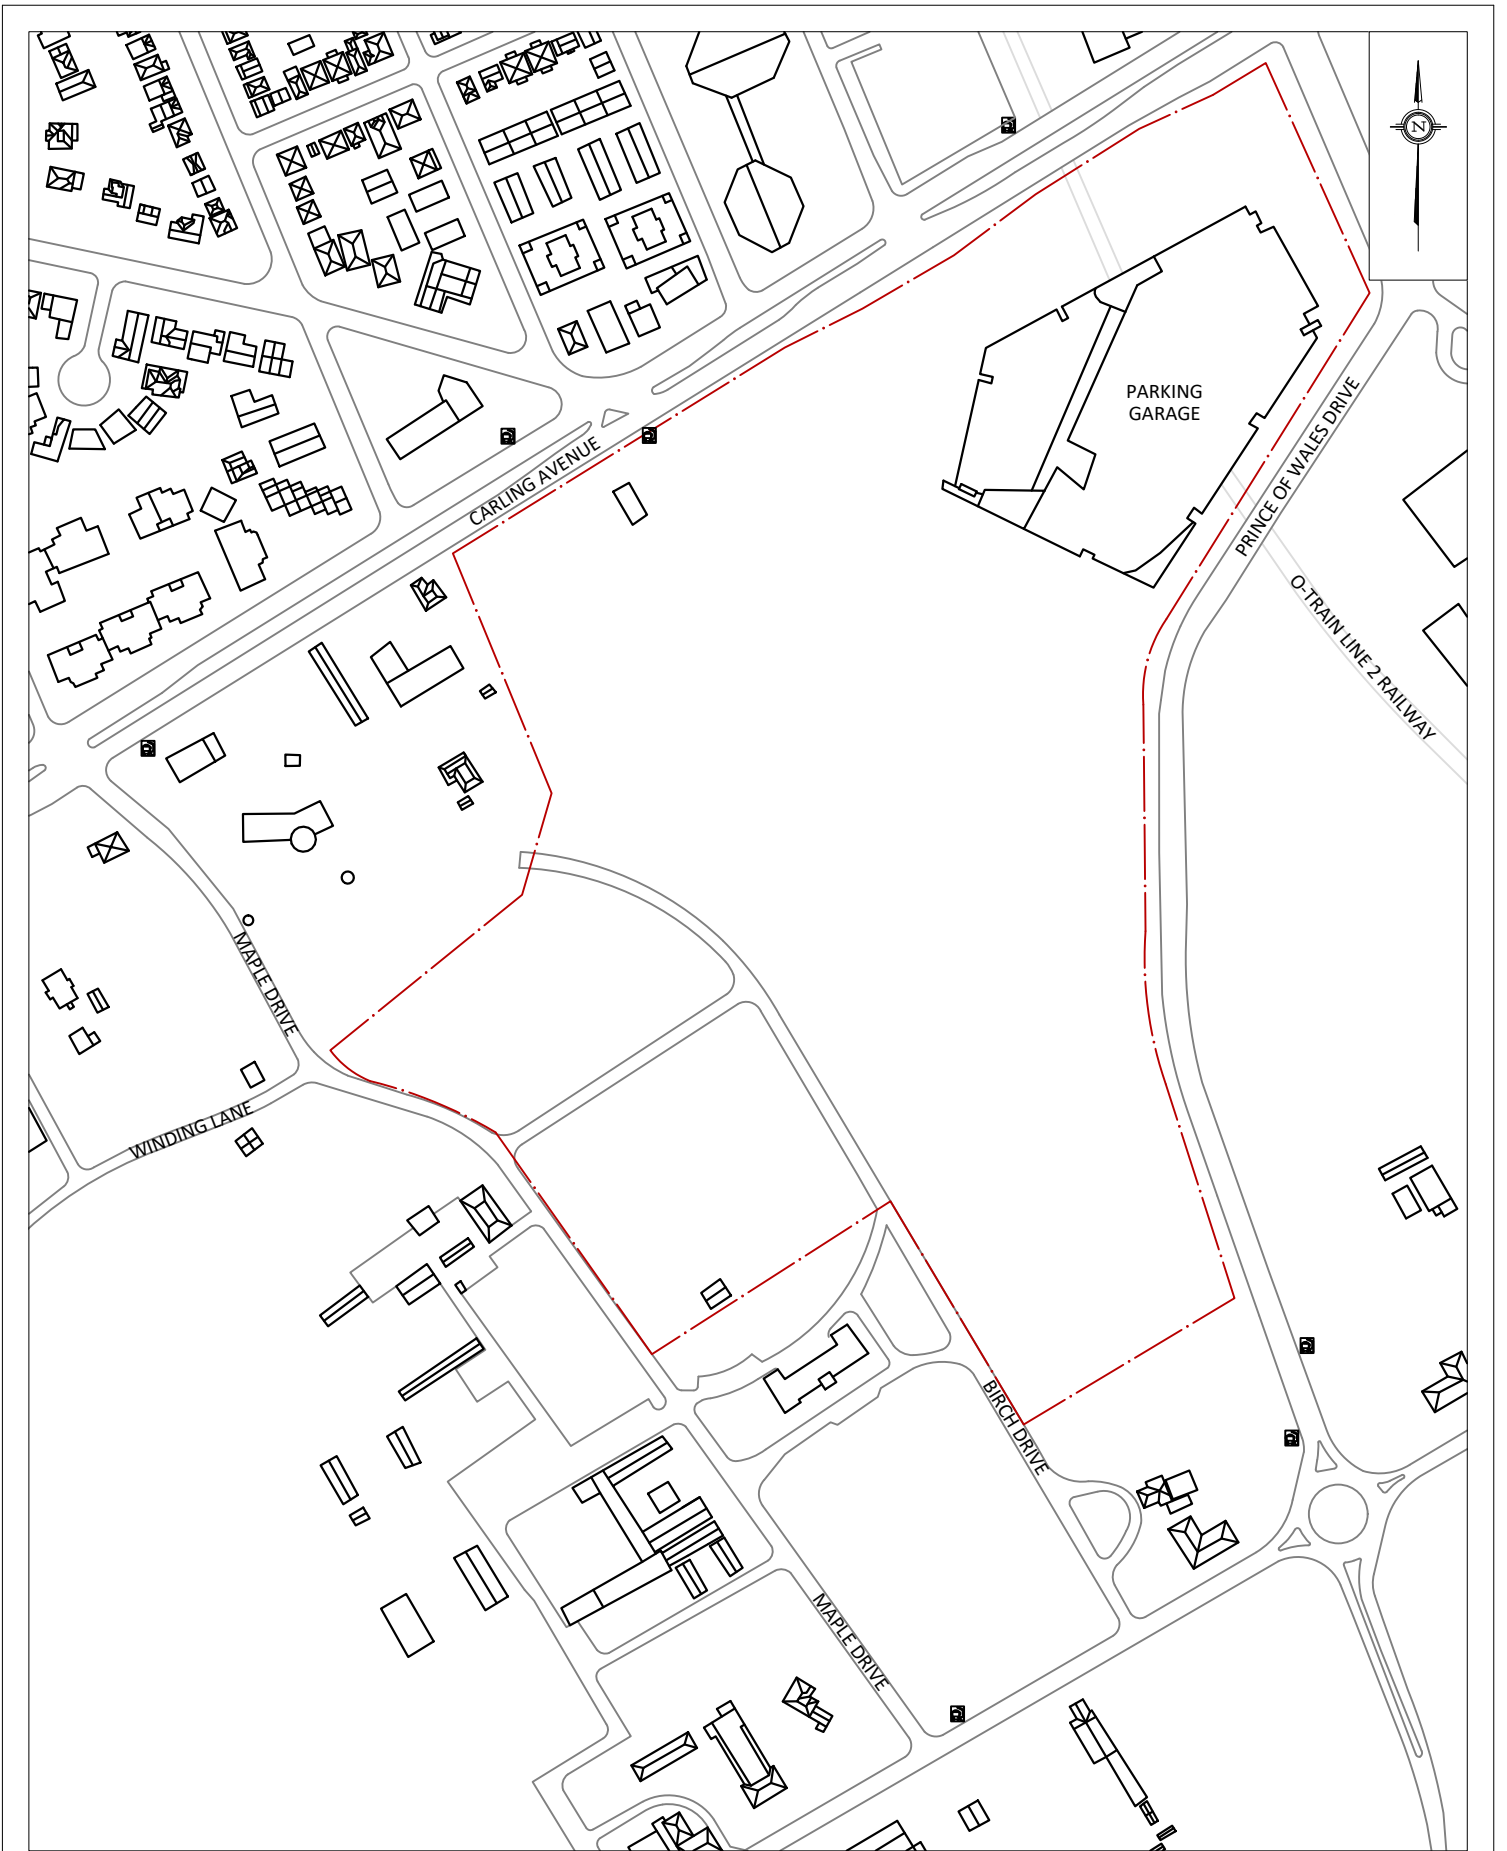 N
PARKING
GARAGE
CARLING AVENUE
PRINCE OF WALES DRIVE
O-TRAIN LINE 2 RAILWAY
MAPLE DRIVE
WINDING LANE
BIRCH DRIVE
MAPLE DRIVE